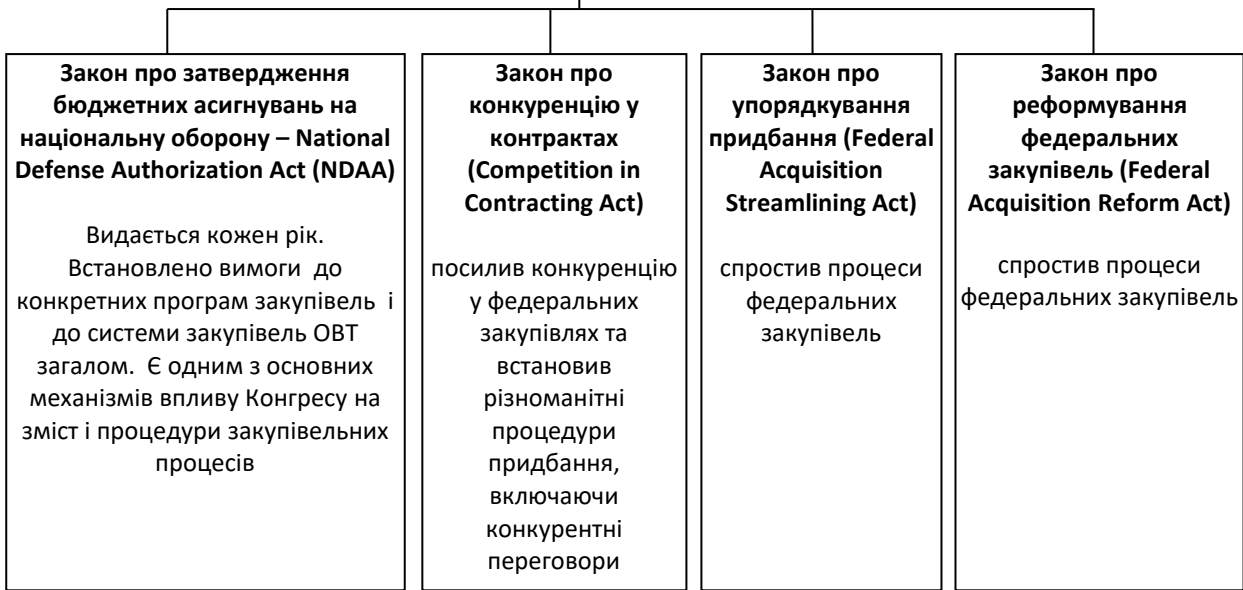 Закон про затвердження
бюджетних асигнувань на
національну оборону – National
Defense Authorization Act (NDAA)
Видається кожен рік.
Встановлено вимоги до
конкретних програм закупівель і
до системи закупівель ОВТ
загалом. Є одним з основних
механізмів впливу Конгресу на
зміст і процедури закупівельних
процесів
Закон про
конкуренцію у
контрактах
(Competition in
Contracting Act)
посилив конкуренцію
у федеральних
закупівлях та
встановив
різноманітні
процедури
придбання,
включаючи
конкурентні
переговори
Закон про
упорядкування
придбання (Federal
Acquisition
Streamlining Act)
спростив процеси
федеральних
закупівель
Закон про
реформування
федеральних
закупівель (Federal
Acquisition Reform Act)
спростив процеси
федеральних закупівель